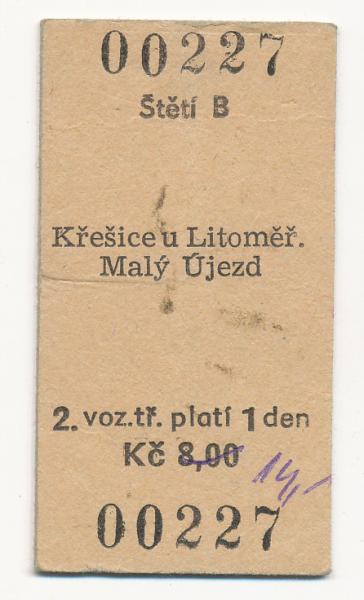 00227
Štětí B
Křešice u Litoměř.
Malý Újezd
2. voz.tř. platí 1 den
Kč 8,00 14,-
00227